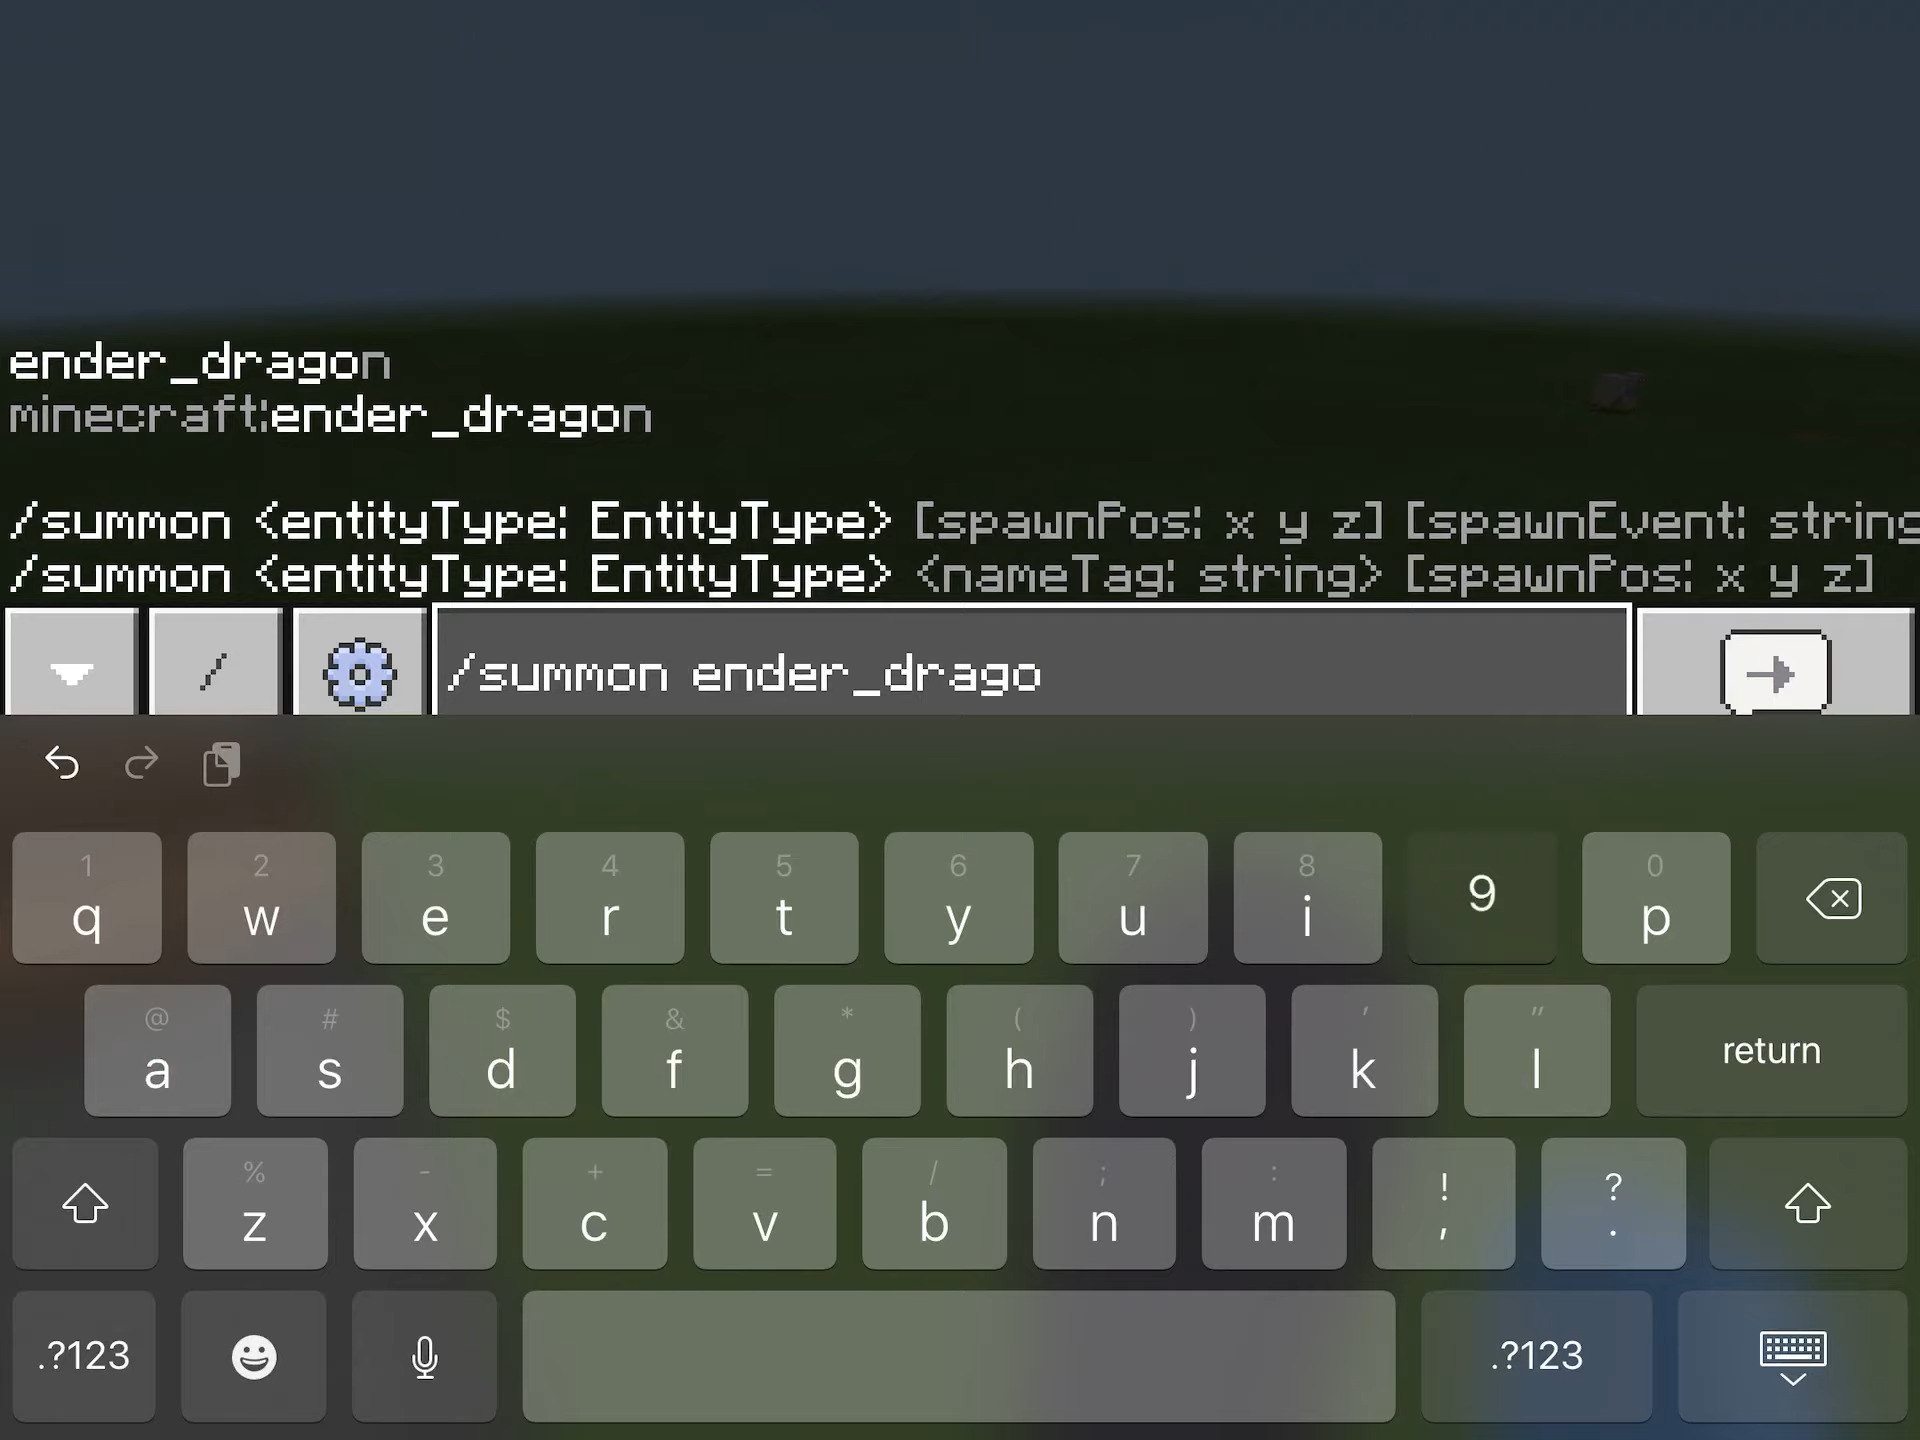 ender_dragon
minecraft:ender_dragon
/summon <entityType: EntityType> [spawnPos: x y z] [spawnEvent: string
/summon <entityType: EntityType> <nameTag: string> [spawnPos: x y z]
/ /summon ender_drago
1 2 3 4 5 6 7 8 9 0
q w e r t y u i p
@ # $ & * ( ) ' "
a s d f g h j k l return
% - + = / ; : ! ?
z x c v b n m , .
.?123 .?123